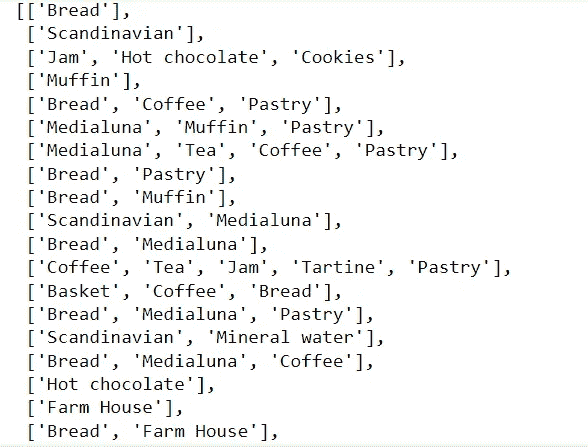 [['Bread'],
['Scandinavian'],
['Jam', 'Hot chocolate', 'Cookies'],
['Muffin'],
['Bread', 'Coffee', 'Pastry'],
['Medialuna', 'Muffin', 'Pastry'],
['Medialuna', 'Tea', 'Coffee', 'Pastry'],
['Bread', 'Pastry'],
['Bread', 'Muffin'],
['Scandinavian', 'Medialuna'],
['Bread', 'Medialuna'],
['Coffee', 'Tea', 'Jam', 'Tartine', 'Pastry'],
['Basket', 'Coffee', 'Bread'],
['Bread', 'Medialuna', 'Pastry'],
['Scandinavian', 'Mineral water'],
['Bread', 'Medialuna', 'Coffee'],
['Hot chocolate'],
['Farm House'],
['Bread', 'Farm House'],